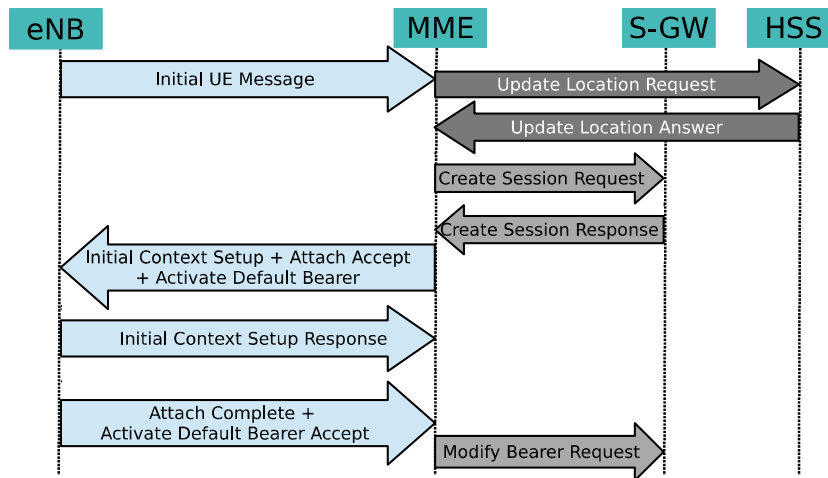 eNB
MME
S-GW
HSS
Initial UE Message
Update Location Request
Update Location Answer
Create Session Request
Create Session Response
Initial Context Setup + Attach Accept
+ Activate Default Bearer
Initial Context Setup Response
Attach Complete +
Activate Default Bearer Accept
Modify Bearer Request